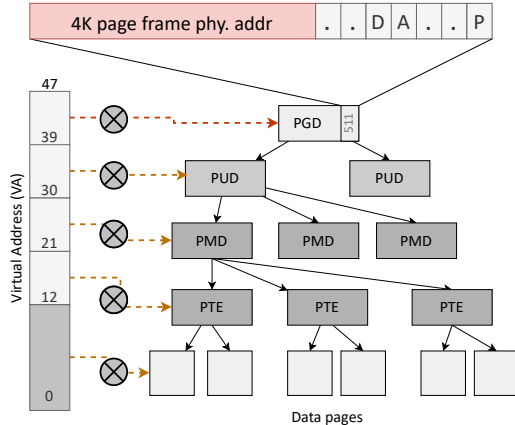 4K page frame phy. addr . . D A . . P
47
PGD 511
39
PUD PUD
30
PMD PMD PMD
21
Virtual Address (VA)
12
PTE PTE PTE
0
Data pages